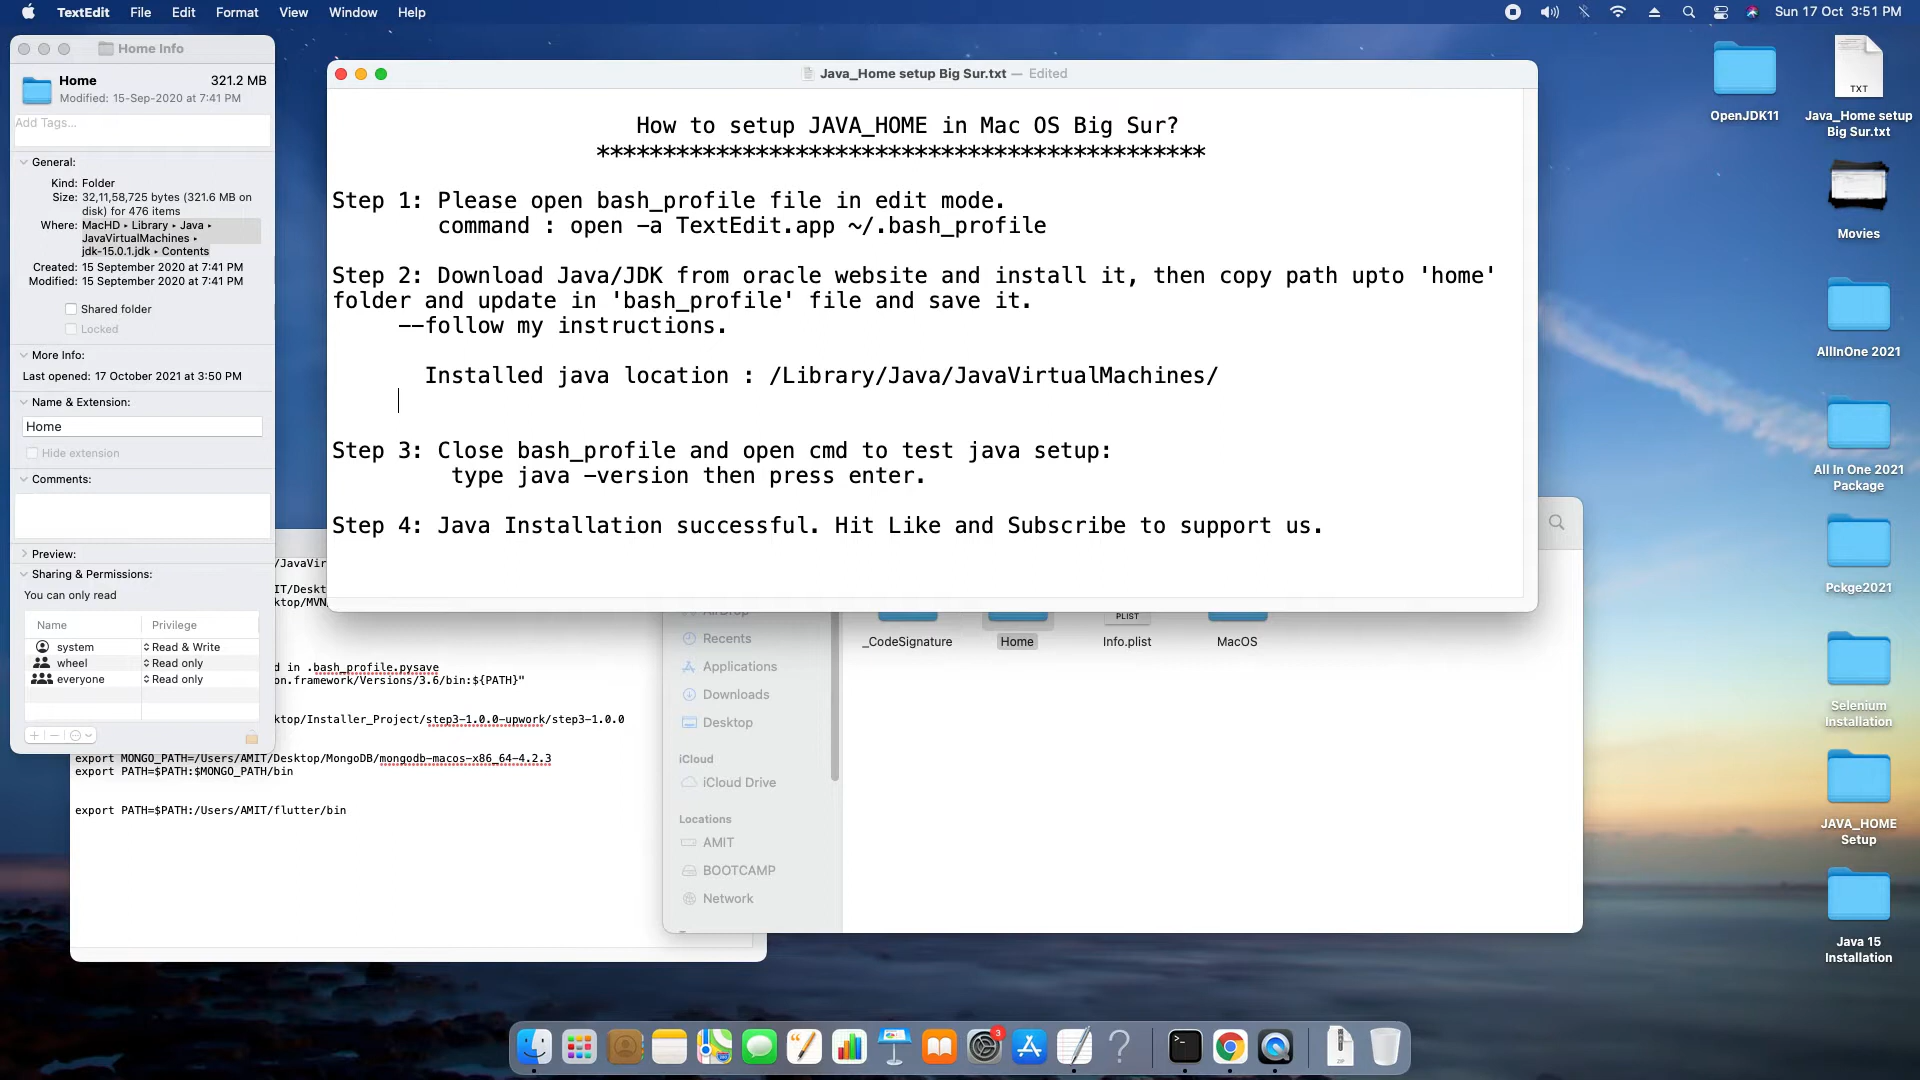 TextEdit File Edit Format View Window Help
Sun 17 Oct 3:51 PM
Home Info
Home 321.2 MB
Modified: 15-Sep-2020 at 7:41 PM
Add Tags...
General:
Kind: Folder
Size: 32,11,58,725 bytes (321.6 MB on
disk) for 476 items
Where: MacHD ▸ Library ▸ Java ▸
JavaVirtualMachines ▸
jdk-15.0.1.jdk ▸ Contents
Created: 15 September 2020 at 7:41 PM
Modified: 15 September 2020 at 7:41 PM
Shared folder
Locked
More Info:
Last opened: 17 October 2021 at 3:50 PM
Name & Extension:
Home
Hide extension
Comments:
Preview:
Sharing & Permissions:
You can only read
Name Privilege
system Read & Write
wheel Read only
everyone Read only
Java_Home setup Big Sur.txt — Edited
How to setup JAVA_HOME in Mac OS Big Sur?
**********************************************
Step 1: Please open bash_profile file in edit mode.
command : open -a TextEdit.app ~/.bash_profile
Step 2: Download Java/JDK from oracle website and install it, then copy path upto 'home'
folder and update in 'bash_profile' file and save it.
--follow my instructions.
Installed java location : /Library/Java/JavaVirtualMachines/
Step 3: Close bash_profile and open cmd to test java setup:
type java -version then press enter.
Step 4: Java Installation successful. Hit Like and Subscribe to support us.
/JavaVir
IT/Deskt
ktop/MVN
d in .bash_profile.pysave
on.framework/Versions/3.6/bin:${PATH}"
ktop/Installer_Project/step3-1.0.0-upwork/step3-1.0.0
export MONGO_PATH=/Users/AMIT/Desktop/MongoDB/mongodb-macos-x86_64-4.2.3
export PATH=$PATH:$MONGO_PATH/bin
export PATH=$PATH:/Users/AMIT/flutter/bin
AirDrop
Recents
Applications
Downloads
Desktop
iCloud
iCloud Drive
Locations
AMIT
BOOTCAMP
Network
PLIST
_CodeSignature Home Info.plist MacOS
OpenJDK11
TXT
Java_Home setup
Big Sur.txt
Movies
AllInOne 2021
All In One 2021
Package
Pckge2021
Selenium
Installation
JAVA_HOME
Setup
Java 15
Installation
3
ZIP